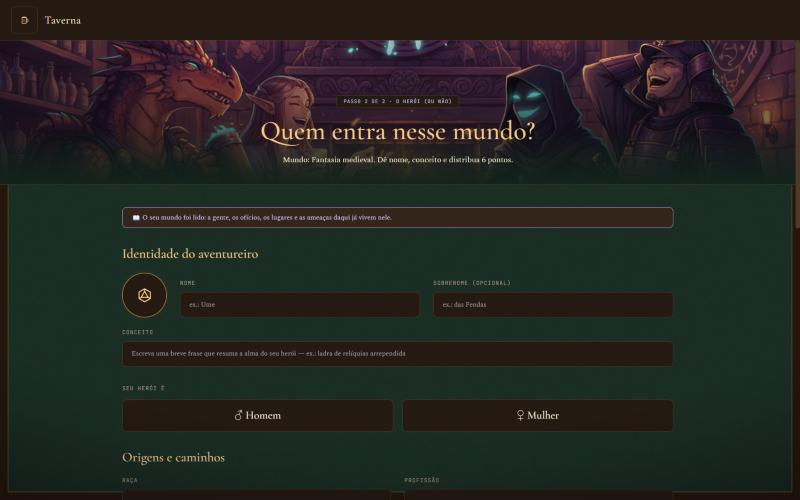 Taverna
PASSO 2 DE 2 · O HERÓI (OU NÃO)
Quem entra nesse mundo?
Mundo: Fantasia medieval. Dê nome, conceito e distribua 6 pontos.
O seu mundo foi lido: a gente, os ofícios, os lugares e as ameaças daqui já vivem nele.
Identidade do aventureiro
NOME
SOBRENOME (OPCIONAL)
ex.: Ume
ex.: das Fendas
CONCEITO
Escreva uma breve frase que resuma a alma do seu herói — ex.: ladra de relíquias arrependida
SEU HERÓI É
♂ Homem
♀ Mulher
Origens e caminhos
RAÇA
PROFISSÃO